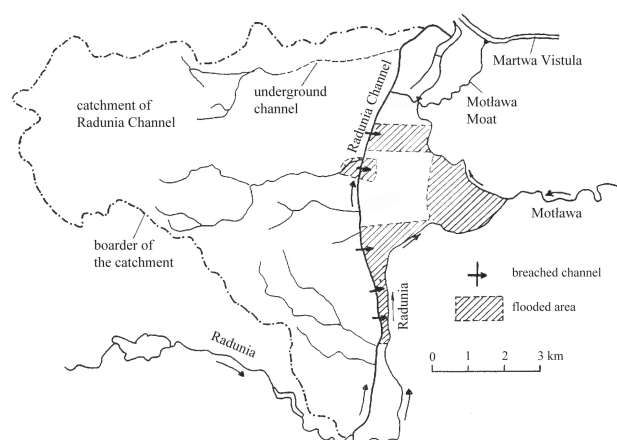 Martwa Vistula
underground
channel
catchment of
Radunia Channel
Radunia Channel
Motława
Moat
Motława
boarder of
the catchment
breached channel
flooded area
Radunia
Radunia
0 1 2 3 km